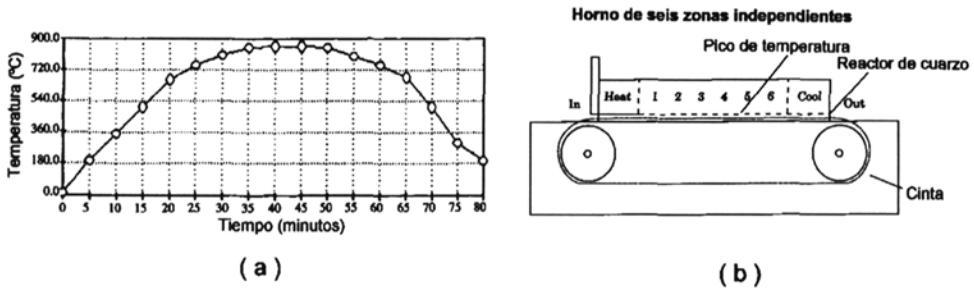 Temperatura (ºC)
900.0
720.0
540.0
360.0
180.0
0.0
0 5 10 15 20 25 30 35 40 45 50 55 60 65 70 75 80
Tiempo (minutos)
( a )
Horno de seis zonas independientes
Pico de temperatura
Reactor de cuarzo
In Heat 1 2 3 4 5 6 Cool Out
Cinta
( b )